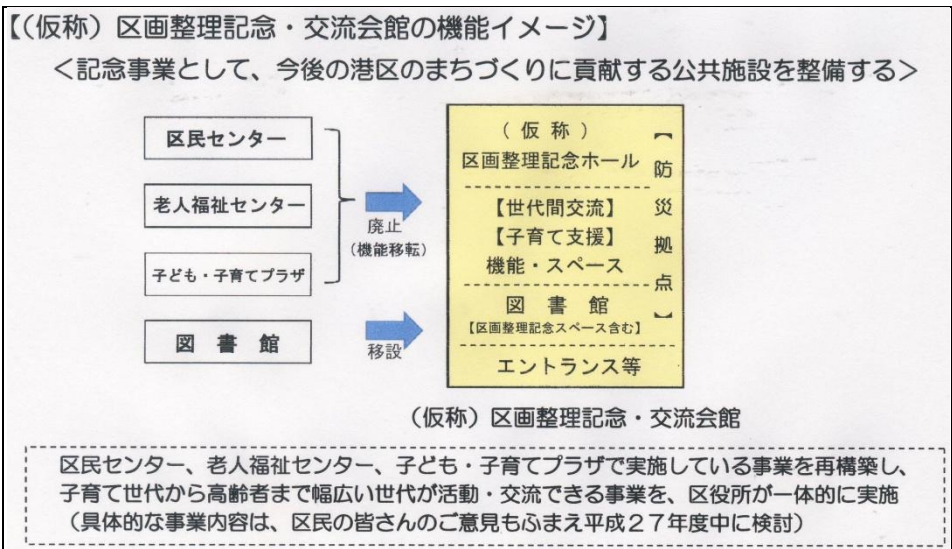 【(仮称)区画整理記念・交流会館の機能イメージ】
＜記念事業として、今後の港区のまちづくりに貢献する公共施設を整備する＞
区民センター
老人福祉センター
子ども・子育てプラザ
図 書 館
廃止
(機能移転)
移設
(仮称)
区画整理記念ホール
【世代間交流】
【子育て支援】
機能・スペース
図 書 館
【区画整理記念スペース含む】
エントランス等
【防災拠点】
(仮称)区画整理記念・交流会館
区民センター、老人福祉センター、子ども・子育てプラザで実施している事業を再構築し、
子育て世代から高齢者まで幅広い世代が活動・交流できる事業を、区役所が一体的に実施
(具体的な事業内容は、区民の皆さんのご意見もふまえ平成27年度中に検討)